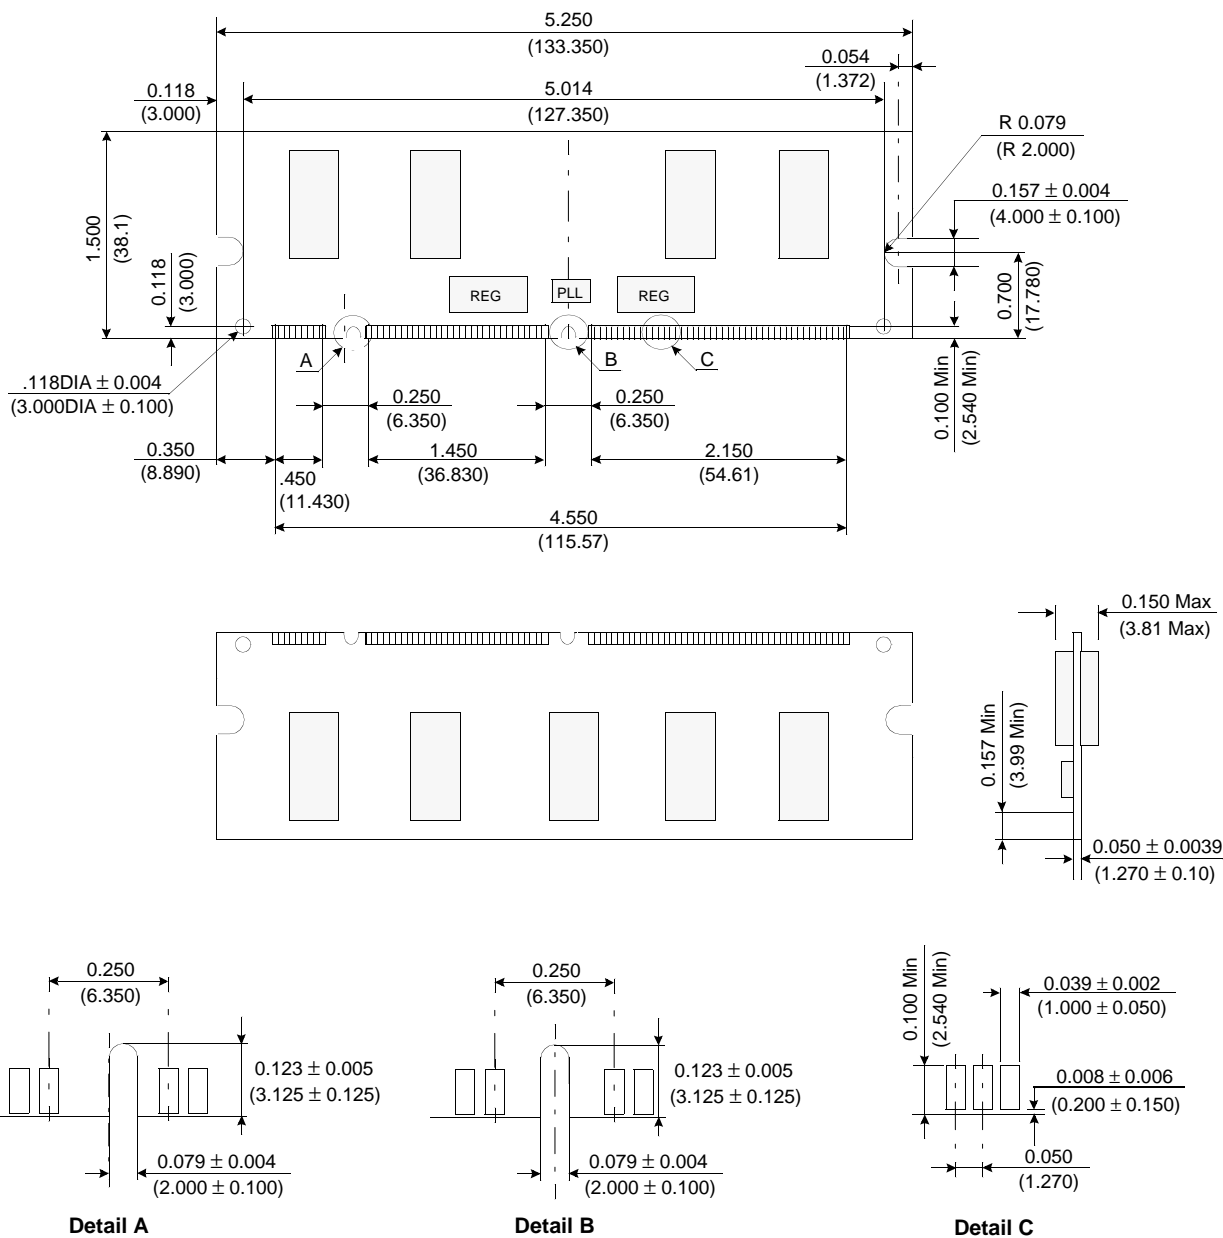 5.250
(133.350)
0.054
(1.372)
0.118
(3.000)
5.014
(127.350)
R 0.079
(R 2.000)
0.157 ± 0.004
(4.000 ± 0.100)
1.500
(38.1)
0.118
(3.000)
REG
PLL
REG
0.700
(17.780)
A
B
C
.118DIA ± 0.004
(3.000DIA ± 0.100)
0.250
(6.350)
0.250
(6.350)
0.100 Min
(2.540 Min)
0.350
(8.890)
.450
(11.430)
1.450
(36.830)
2.150
(54.61)
4.550
(115.57)
0.150 Max
(3.81 Max)
0.157 Min
(3.99 Min)
0.050 ± 0.0039
(1.270 ± 0.10)
0.250
(6.350)
0.123 ± 0.005
(3.125 ± 0.125)
0.079 ± 0.004
(2.000 ± 0.100)
Detail A
0.250
(6.350)
0.123 ± 0.005
(3.125 ± 0.125)
0.079 ± 0.004
(2.000 ± 0.100)
Detail B
0.100 Min
(2.540 Min)
0.039 ± 0.002
(1.000 ± 0.050)
0.008 ± 0.006
(0.200 ± 0.150)
0.050
(1.270)
Detail C